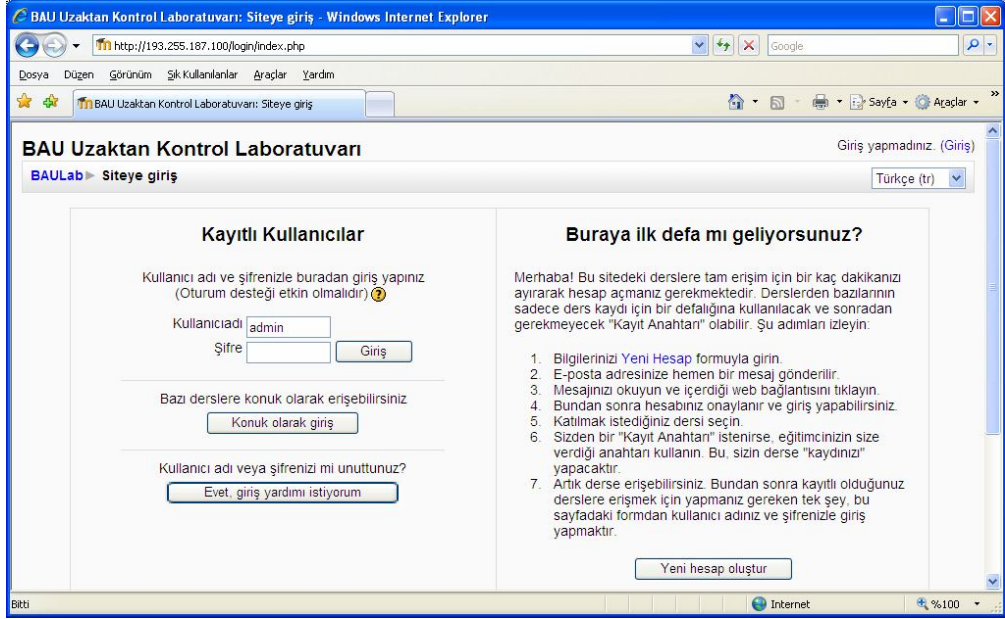 BAU Uzaktan Kontrol Laboratuvarı: Siteye giriş - Windows Internet Explorer
http://193.255.187.100/login/index.php
Google
Dosya Düzen Görünüm Sık Kullanılanlar Araçlar Yardım
BAU Uzaktan Kontrol Laboratuvarı: Siteye giriş
Sayfa Araçlar »
BAU Uzaktan Kontrol Laboratuvarı
Giriş yapmadınız. (Giriş)
BAULab ► Siteye giriş
Türkçe (tr)
Kayıtlı Kullanıcılar
Kullanıcı adı ve şifrenizle buradan giriş yapınız
(Oturum desteği etkin olmalıdır) ?
Kullanıcıadı admin
Şifre Giriş
Bazı derslere konuk olarak erişebilirsiniz
Konuk olarak giriş
Kullanıcı adı veya şifrenizi mi unuttunuz?
Evet, giriş yardımı istiyorum
Buraya ilk defa mı geliyorsunuz?
Merhaba! Bu sitedeki derslere tam erişim için bir kaç dakikanızı
ayırarak hesap açmanız gerekmektedir. Derslerden bazılarının
sadece ders kaydı için bir defalığına kullanılacak ve sonradan
gerekmeyecek "Kayıt Anahtarı" olabilir. Şu adımları izleyin:
1. Bilgilerinizi Yeni Hesap formuyla girin.
2. E-posta adresinize hemen bir mesaj gönderilir.
3. Mesajınızı okuyun ve içerdiği web bağlantısını tıklayın.
4. Bundan sonra hesabınız onaylanır ve giriş yapabilirsiniz.
5. Katılmak istediğiniz dersi seçin.
6. Sizden bir "Kayıt Anahtarı" istenirse, eğitimcinizin size
verdiği anahtarı kullanın. Bu, sizin derse "kaydınızı"
yapacaktır.
7. Artık derse erişebilirsiniz. Bundan sonra kayıtlı olduğunuz
derslere erişmek için yapmanız gereken tek şey, bu
sayfadaki formdan kullanıcı adınız ve şifrenizle giriş
yapmaktır.
Yeni hesap oluştur
Bitti
Internet
%100